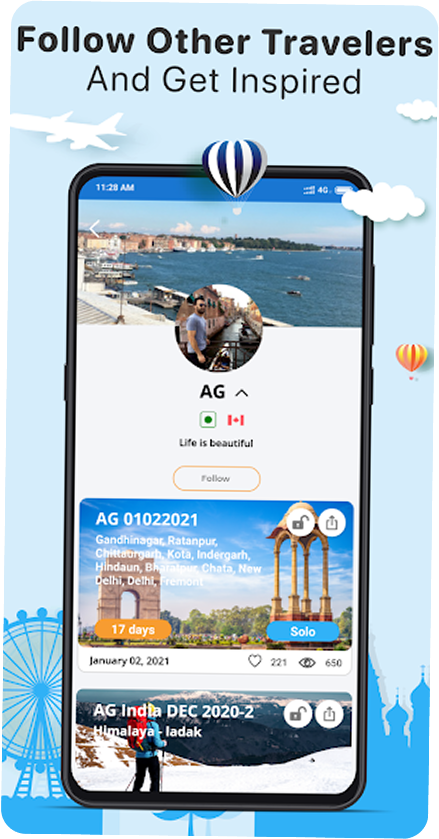 Follow Other Travelers
And Get Inspired
11:28 AM
4G
AG
Life is beautiful
Follow
AG 01022021
Gandhinagar, Ratanpur,
Chittaurgarh, Kota, Indergarh,
Hindaun, Bharatpur, Chata, New
Delhi, Delhi, Fremont
17 days
Solo
January 02, 2021
221
650
AG India DEC 2020-2
Himalaya - ladak